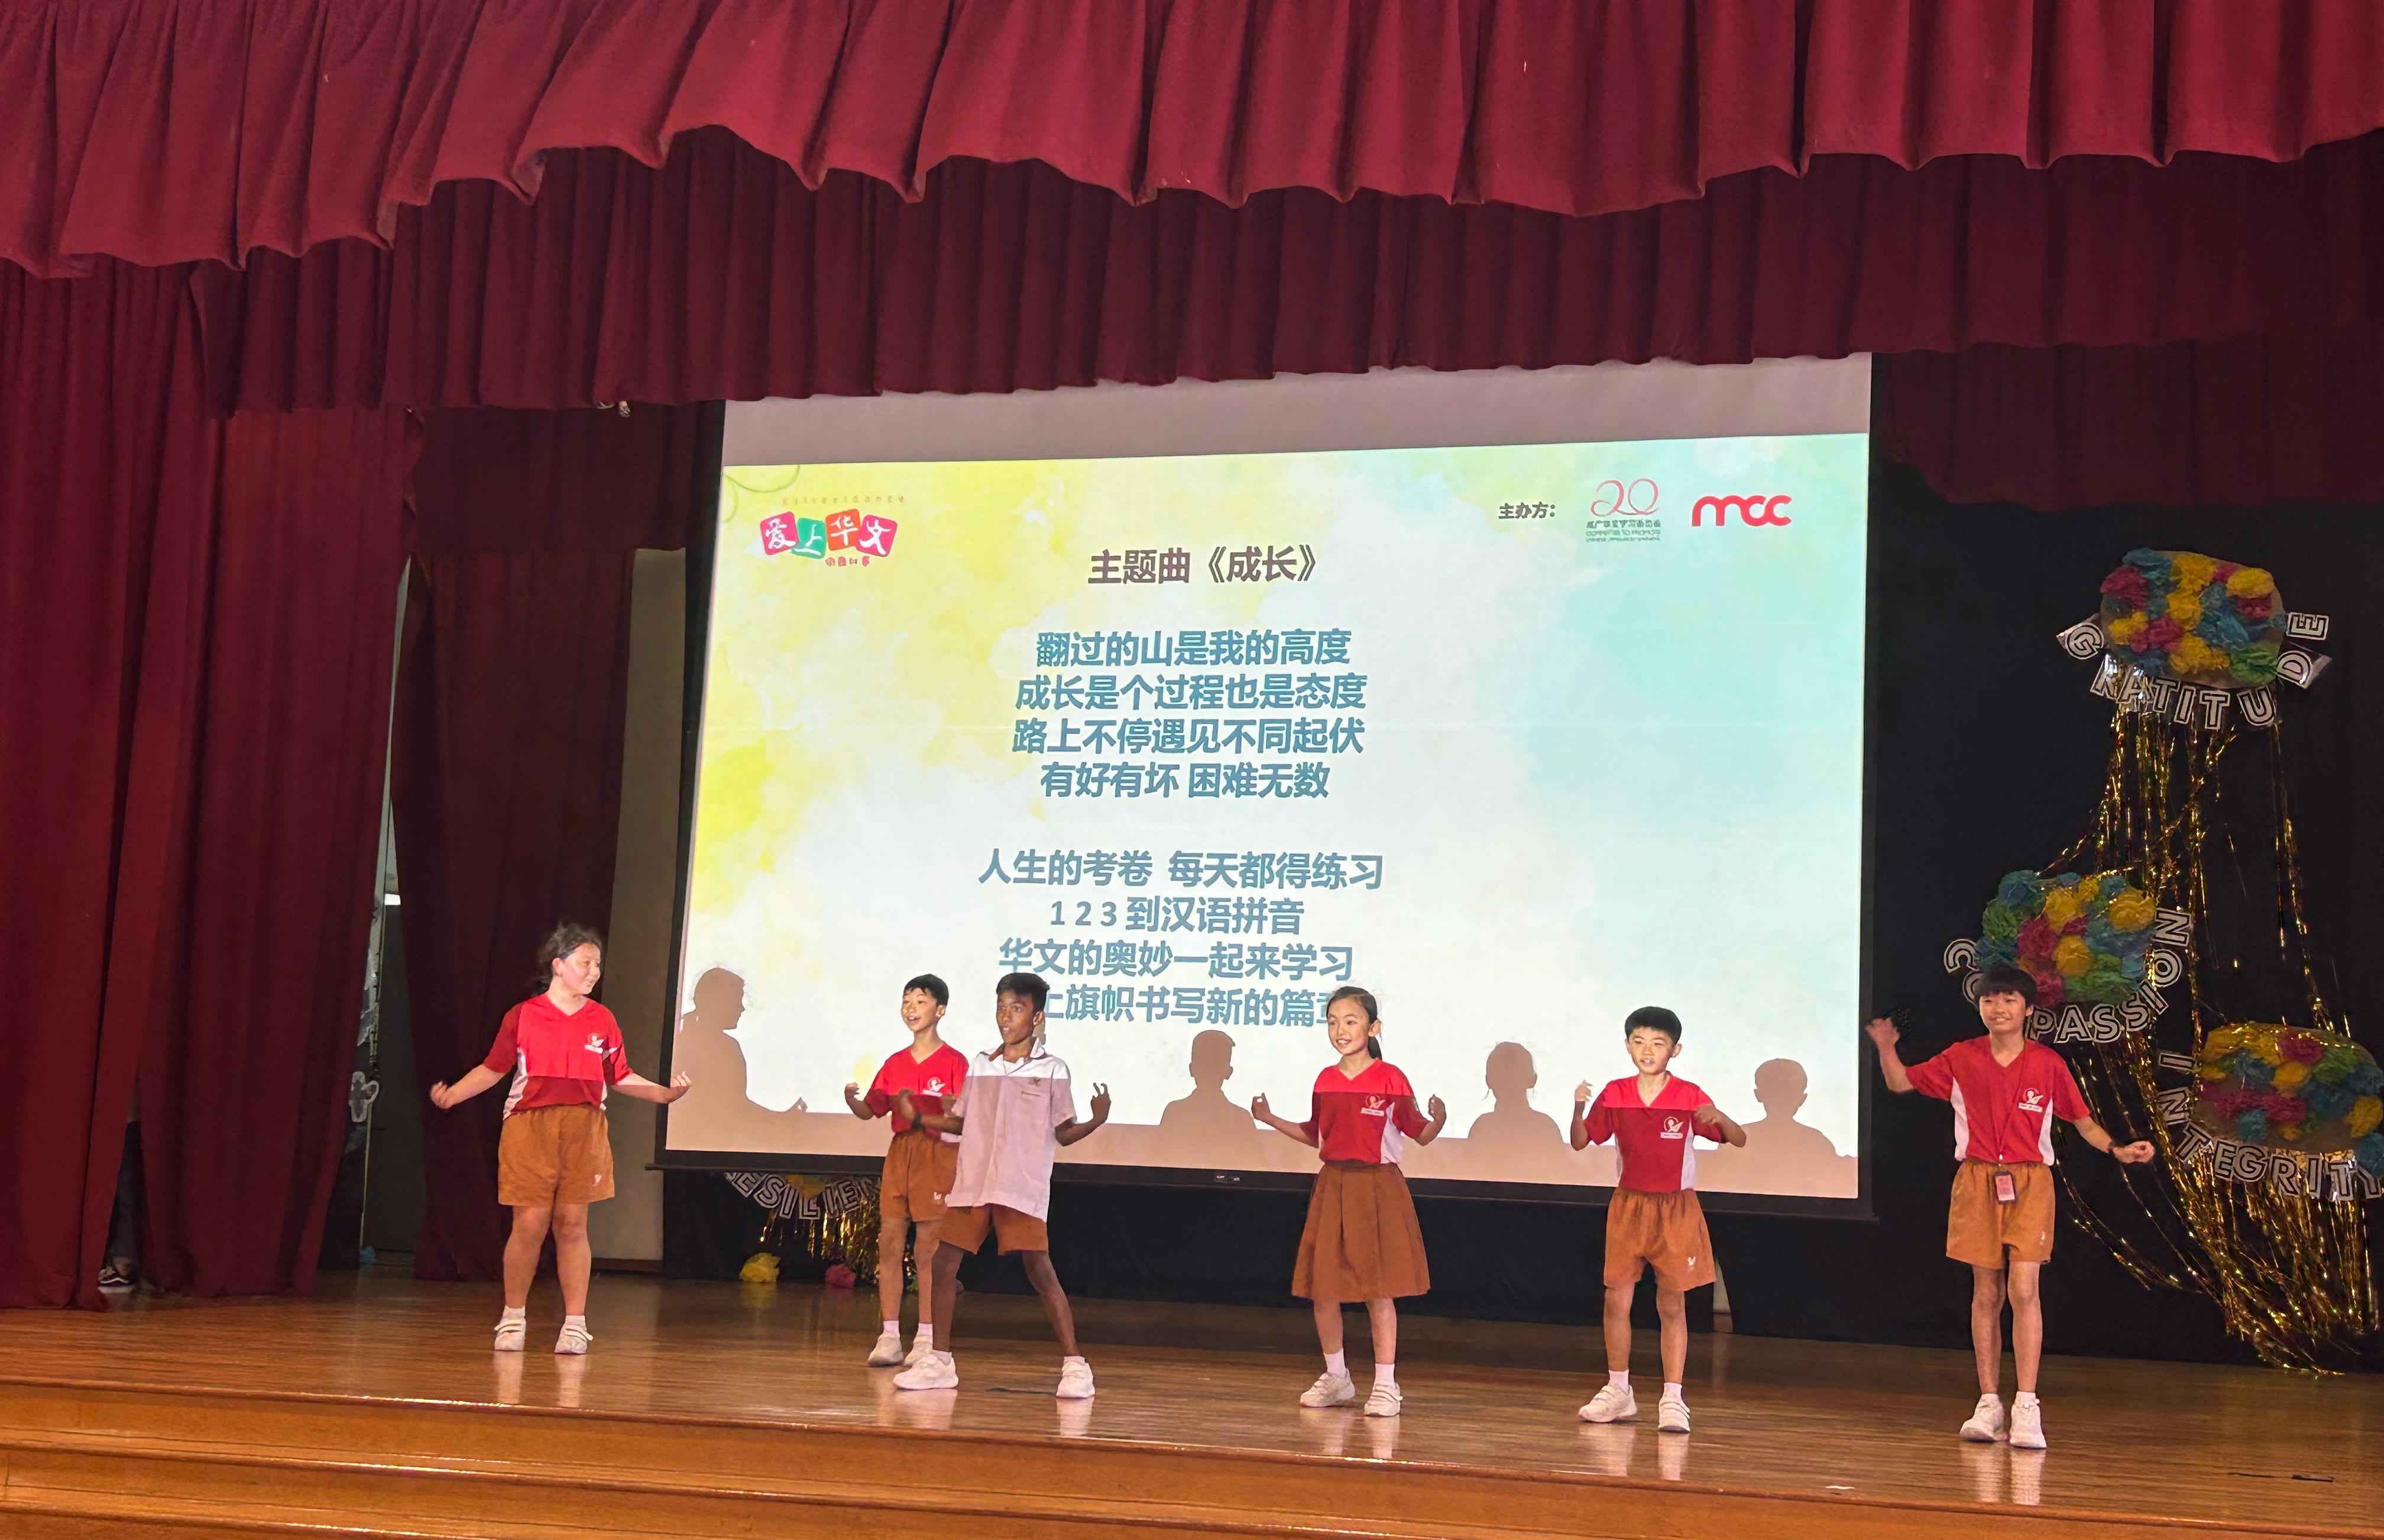 爱上华文
主办方：
20
mcc
主题曲《成长》
翻过的山是我的高度
成长是个过程也是态度
路上不停遇见不同起伏
有好有坏 困难无数
人生的考卷 每天都得练习
1 2 3 到汉语拼音
华文的奥妙一起来学习
上旗帜书写新的篇章
GRATITUDE
COMPASSION
INTEGRITY